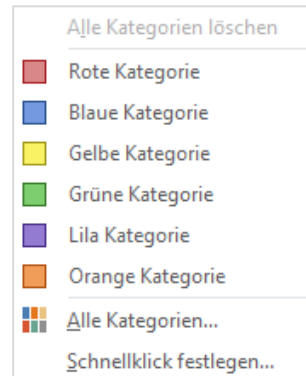 Alle Kategorien löschen
Rote Kategorie
Blaue Kategorie
Gelbe Kategorie
Grüne Kategorie
Lila Kategorie
Orange Kategorie
Alle Kategorien...
Schnellklick festlegen...